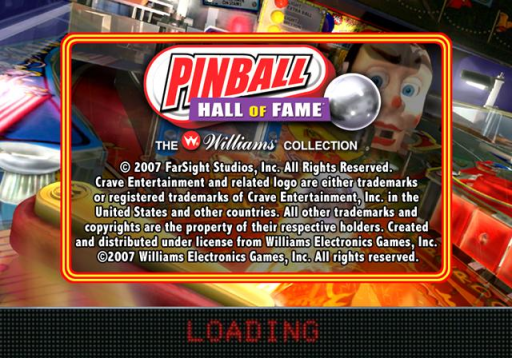 PINBALL
HALL OF FAME
THE Williams COLLECTION
© 2007 FarSight Studios, Inc. All Rights Reserved.
Crave Entertainment and related logo are either trademarks
or registered trademarks of Crave Entertainment, Inc. in the
United States and other countries. All other trademarks and
copyrights are the property of their respective holders. Created
and distributed under license from Williams Electronics Games, Inc.
©2007 Williams Electronics Games, Inc. All rights reserved.
LOADING